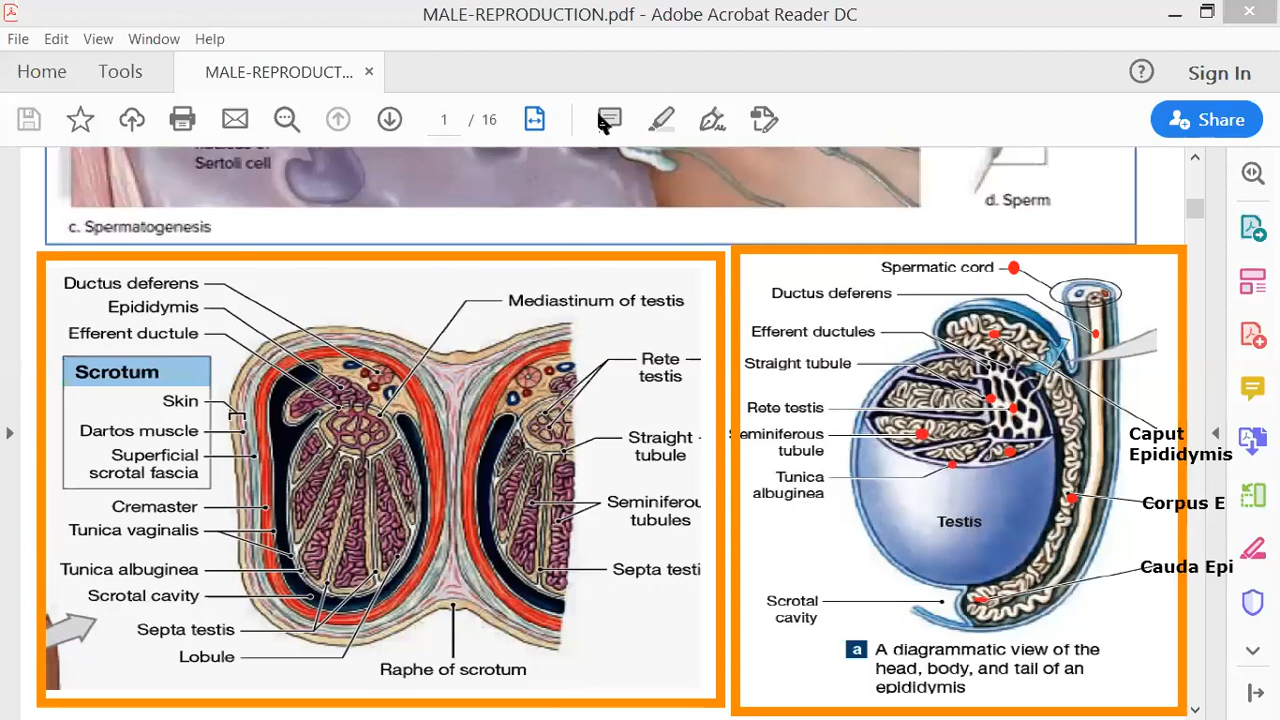 MALE-REPRODUCTION.pdf - Adobe Acrobat Reader DC
File Edit View Window Help
Home Tools MALE-REPRODUCT... × Sign In
1 / 16 Share
Sertoli cell
c. Spermatogenesis
d. Sperm
Ductus deferens
Epididymis
Efferent ductule
Mediastinum of testis
Scrotum
Skin
Dartos muscle
Superficial
scrotal fascia
Cremaster
Tunica vaginalis
Tunica albuginea
Scrotal cavity
Septa testis
Lobule
Raphe of scrotum
Rete
testis
Straight
tubule
Seminiferou
tubules
Septa testi
Spermatic cord
Ductus deferens
Efferent ductules
Straight tubule
Rete testis
Seminiferous
tubule
Tunica
albuginea
Testis
Scrotal
cavity
Caput
Epididymis
Corpus E
Cauda Epi
a A diagrammatic view of the
head, body, and tail of an
epididymis